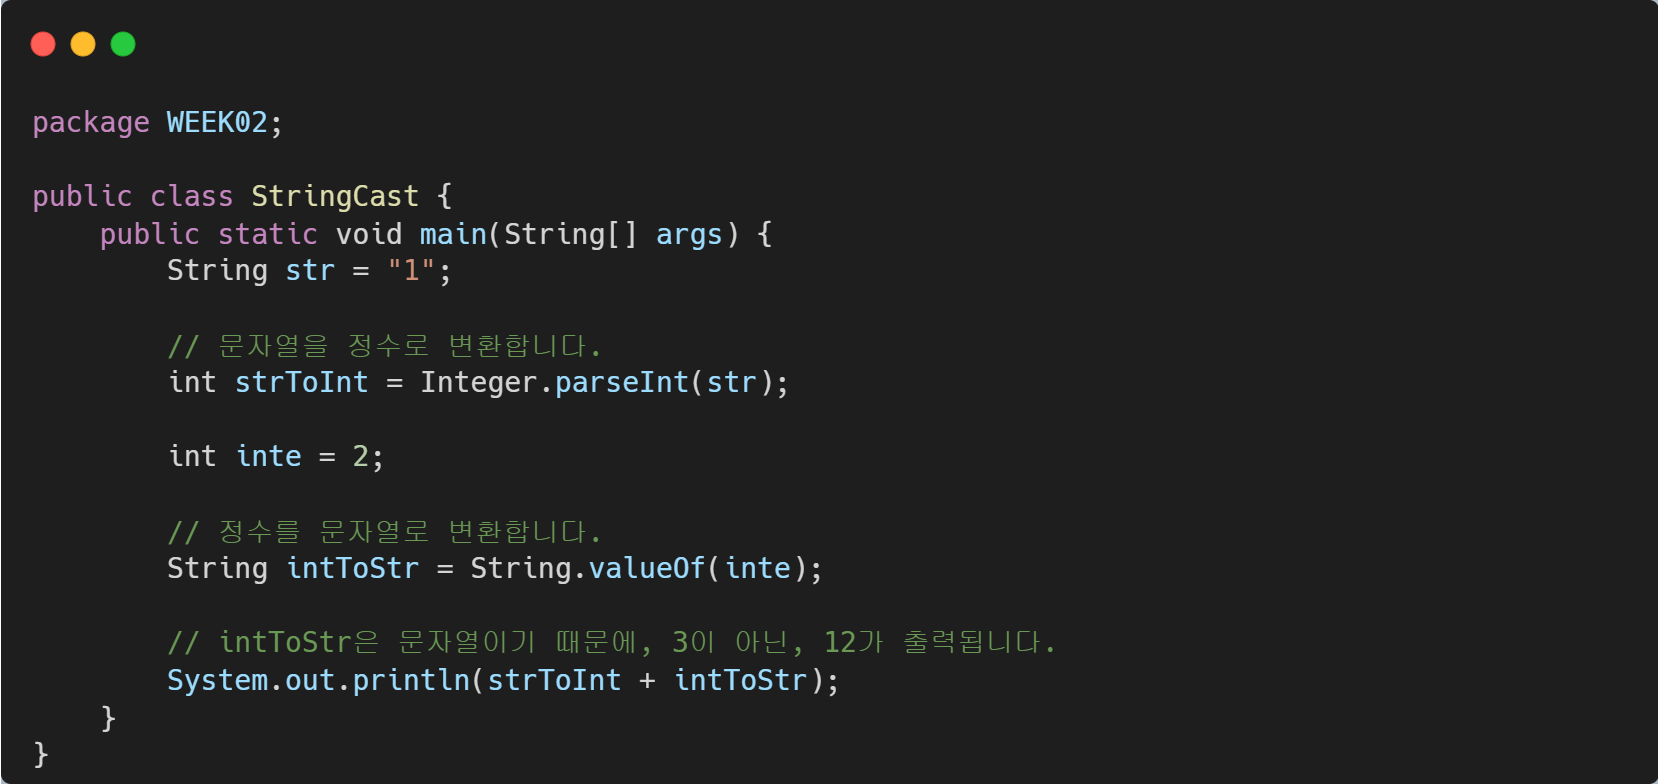 package WEEK02;
public class StringCast {
public static void main(String[] args) {
String str = "1";
// 문자열을 정수로 변환합니다.
int strToInt = Integer.parseInt(str);
int inte = 2;
// 정수를 문자열로 변환합니다.
String intToStr = String.valueOf(inte);
// intToStr은 문자열이기 때문에, 3이 아닌, 12가 출력됩니다.
System.out.println(strToInt + intToStr);
}
}